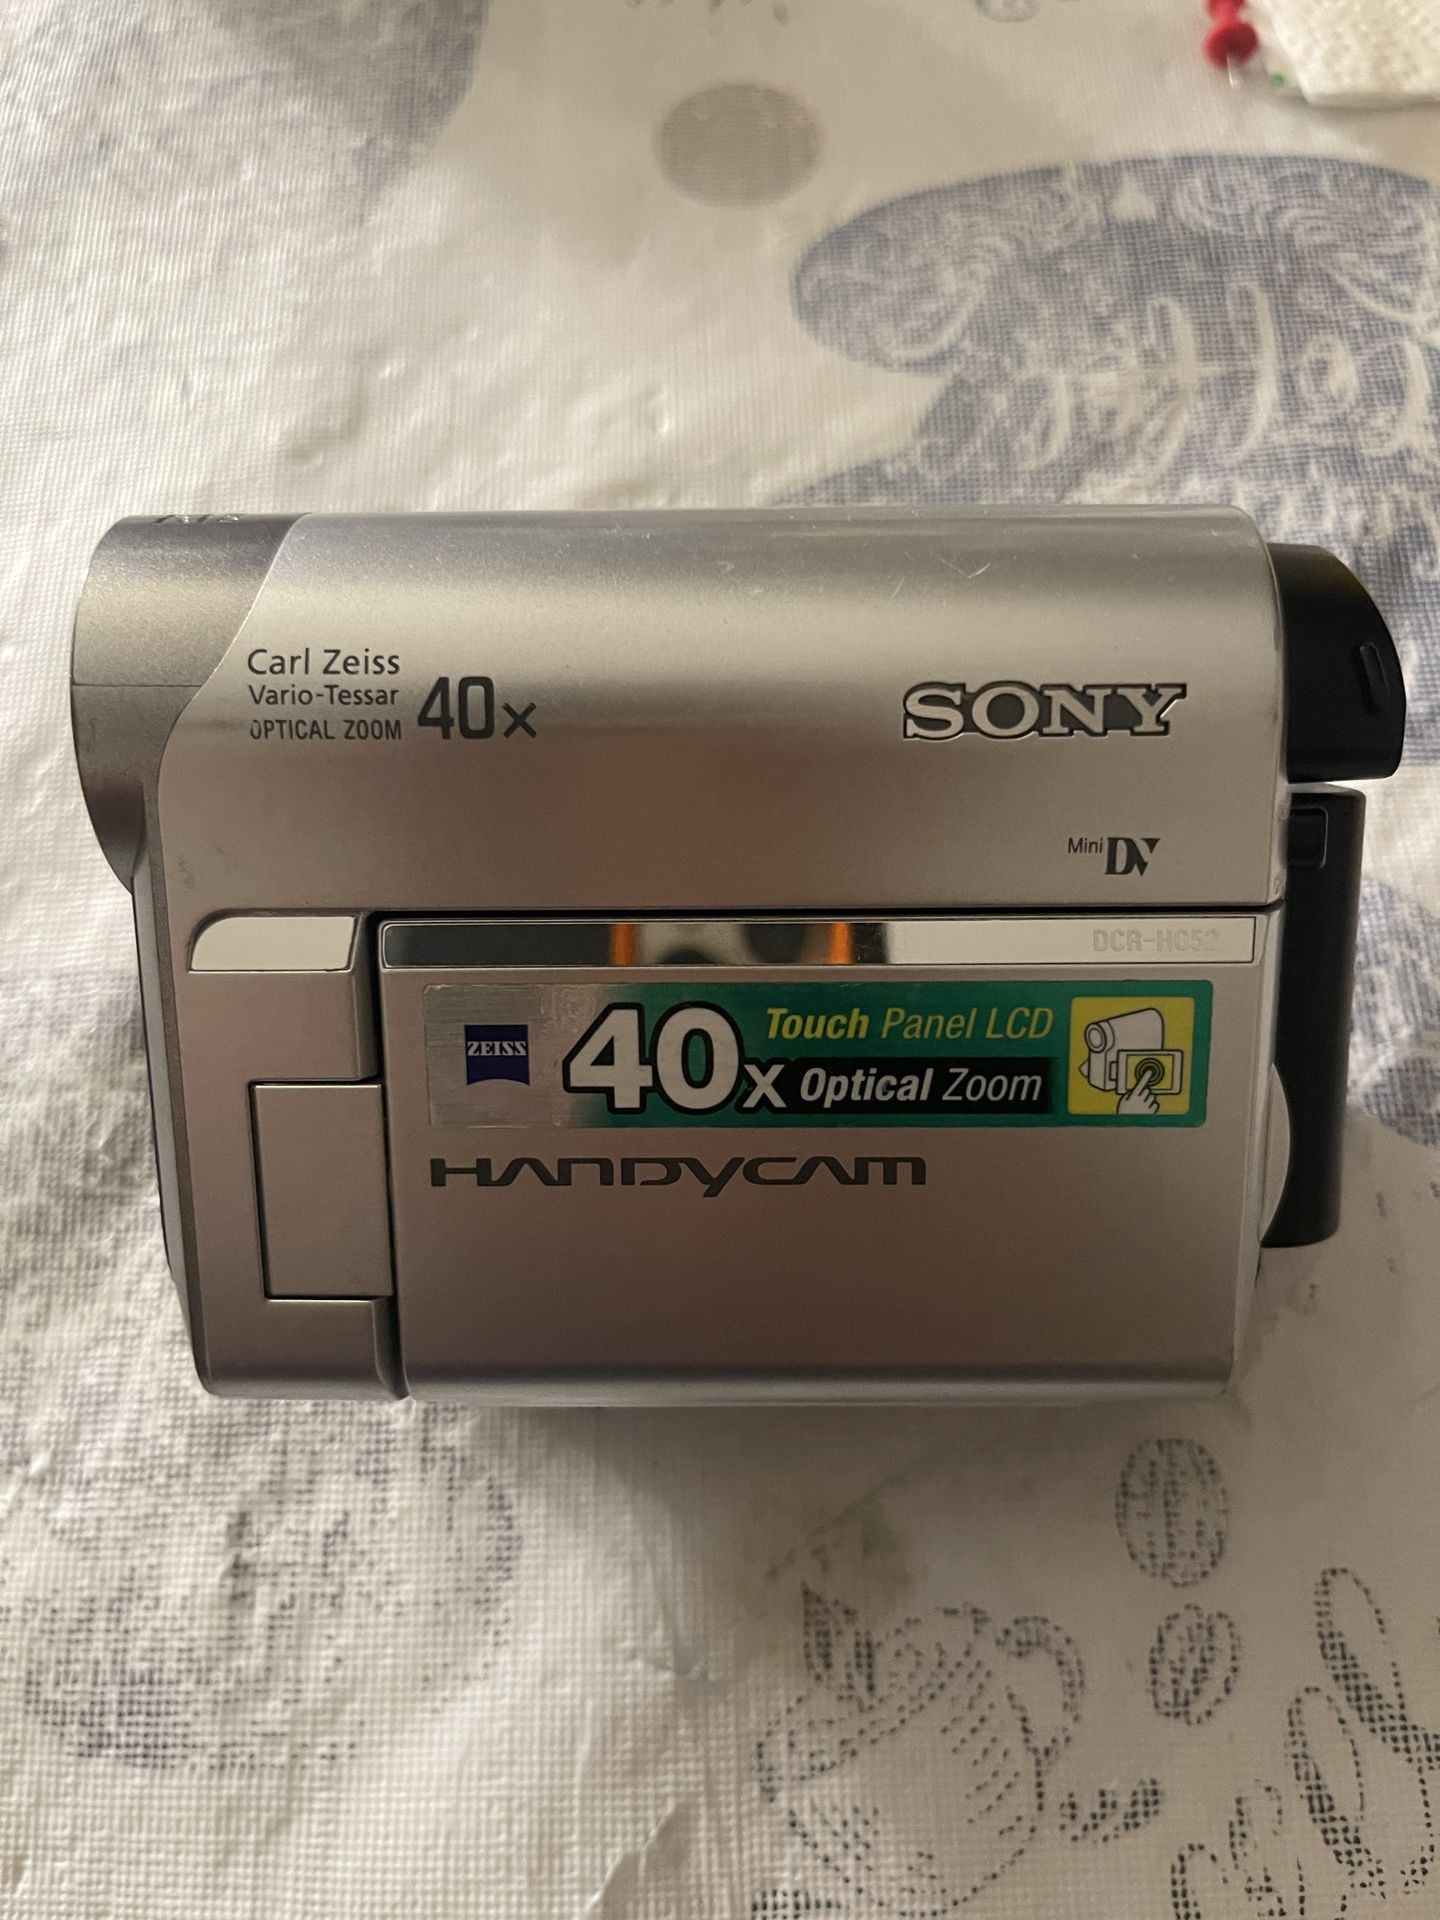 Carl Zeiss
Vario-Tessar
OPTICAL ZOOM 40x
SONY
Mini DV
DCR-HC52
ZEISS
40x
Touch Panel LCD
Optical Zoom
HANDYCAM